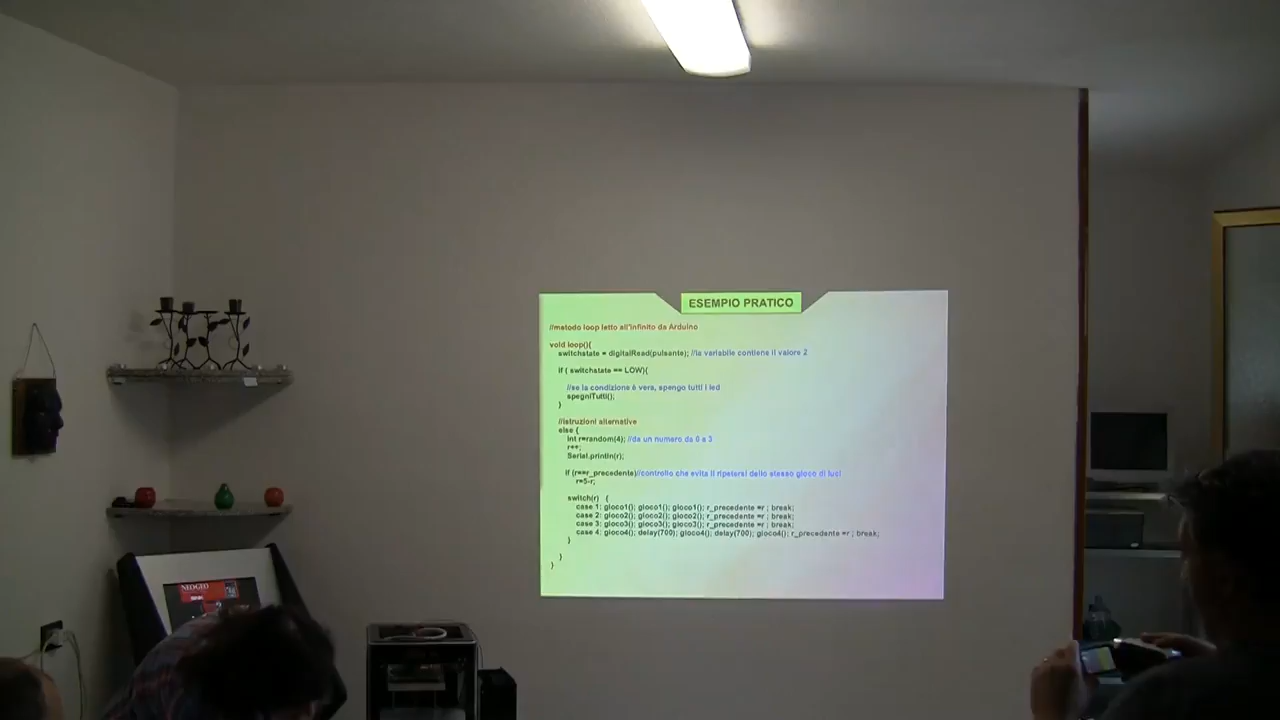 ESEMPIO PRATICO
//metodo loop letto all'infinito da Arduino
void loop(){
switchstate = digitalRead(pulsante); //la variabile contiene il valore 2
if ( switchstate == LOW){
//se la condizione è vera, spengo tutti i led
spegniTutti();
}
//istruzioni alternative
else {
int r=random(4); //da un numero da 0 a 3
r++;
Serial.println(r);
if (r==r_precedente)//controllo che evita il ripetersi dello stesso gioco di luci
r=5-r;
switch(r) {
case 1: gioco1(); gioco1(); gioco1(); r_precedente =r ; break;
case 2: gioco2(); gioco2(); gioco2(); r_precedente =r ; break;
case 3: gioco3(); gioco3(); gioco3(); r_precedente =r ; break;
case 4: gioco4(); delay(700); gioco4(); delay(700); gioco4(); r_precedente =r ; break;
}
}
}
NEOGEO